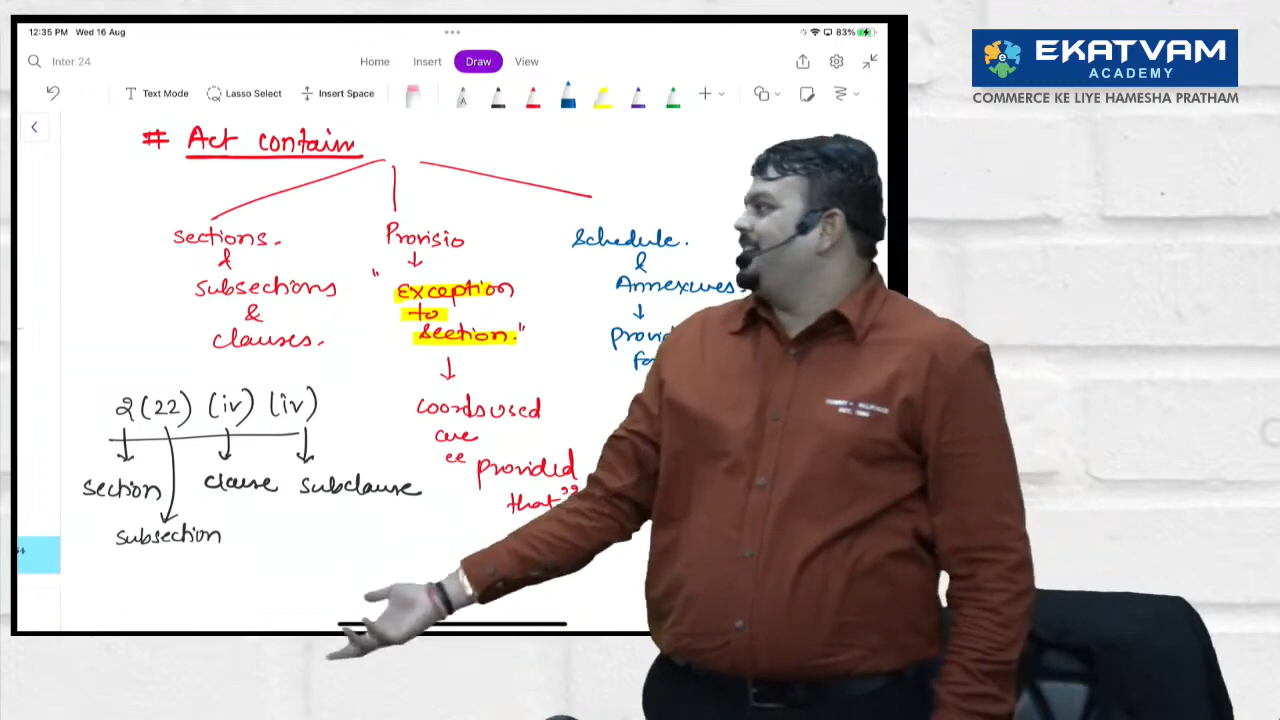 12:35 PM Wed 16 Aug
83%
Inter 24
Home Insert Draw View
Text Mode Lasso Select Insert Space
# Act contain
sections.
&
subsections
&
clauses.
Provisio
"Exception
to
section."
words used
are
"provided
that"
Schedule.
&
Annexures.
2(22) (iv) (iv)
section
clause
subclause
subsection
EKATVAM
ACADEMY
COMMERCE KE LIYE HAMESHA PRATHAM